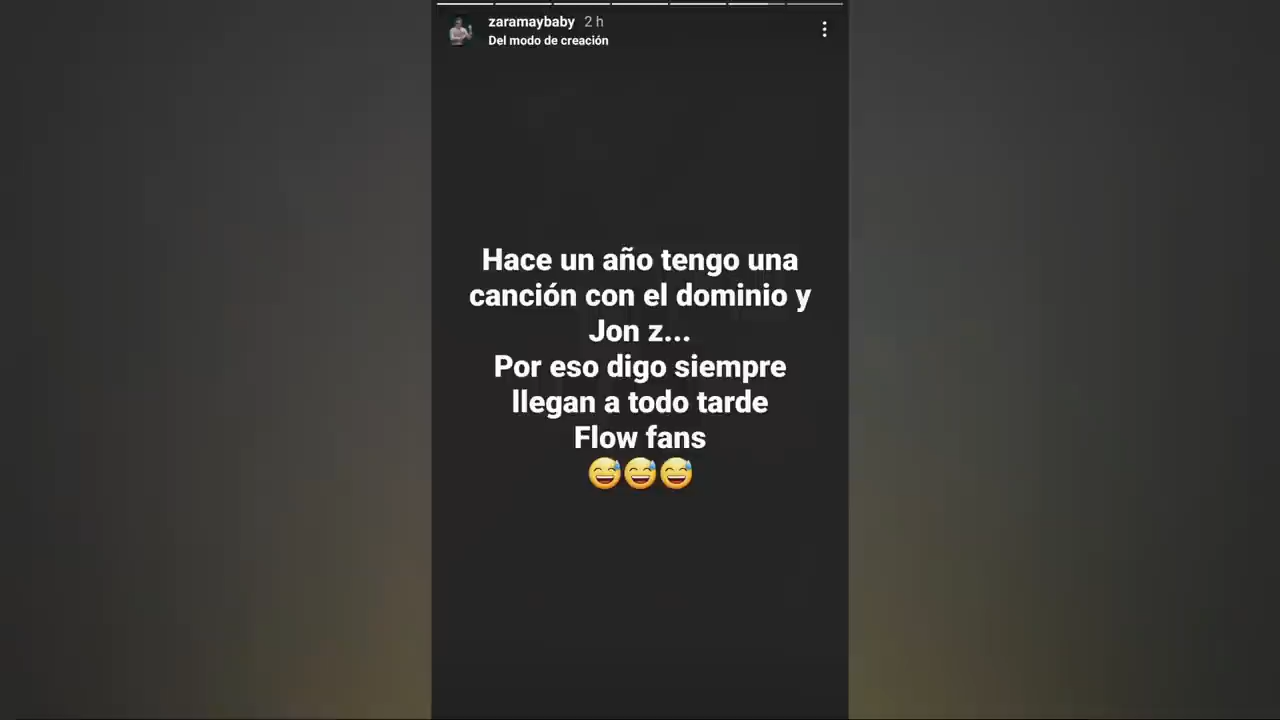 zaramaybaby 2 h
Del modo de creación
Hace un año tengo una
canción con el dominio y
Jon z...
Por eso digo siempre
llegan a todo tarde
Flow fans
😅😅😅